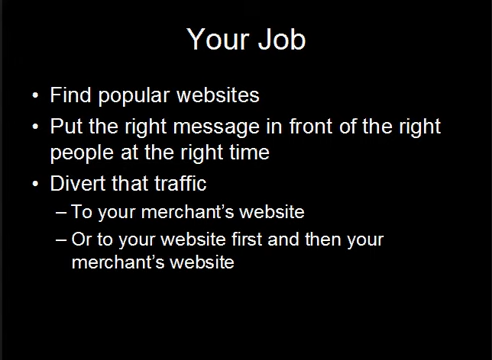 Your Job
• Find popular websites
• Put the right message in front of the right
people at the right time
• Divert that traffic
– To your merchant's website
– Or to your website first and then your
merchant's website